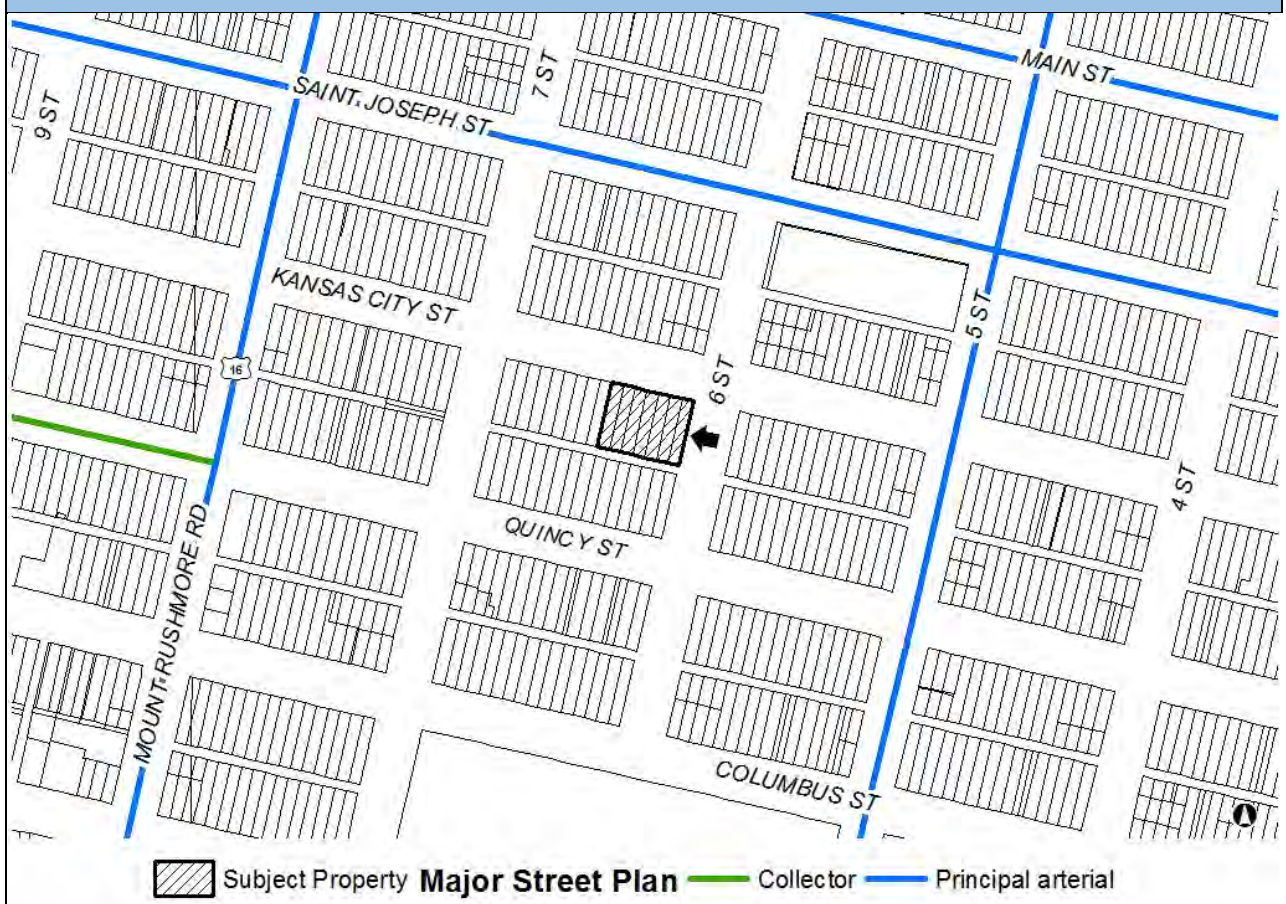 MAIN ST
7 ST
SAINT JOSEPH ST
9 ST
KANSAS CITY ST
5 ST
16
6 ST
4 ST
QUINCY ST
MOUNT RUSHMORE RD
COLUMBUS ST
Subject Property Major Street Plan Collector Principal arterial